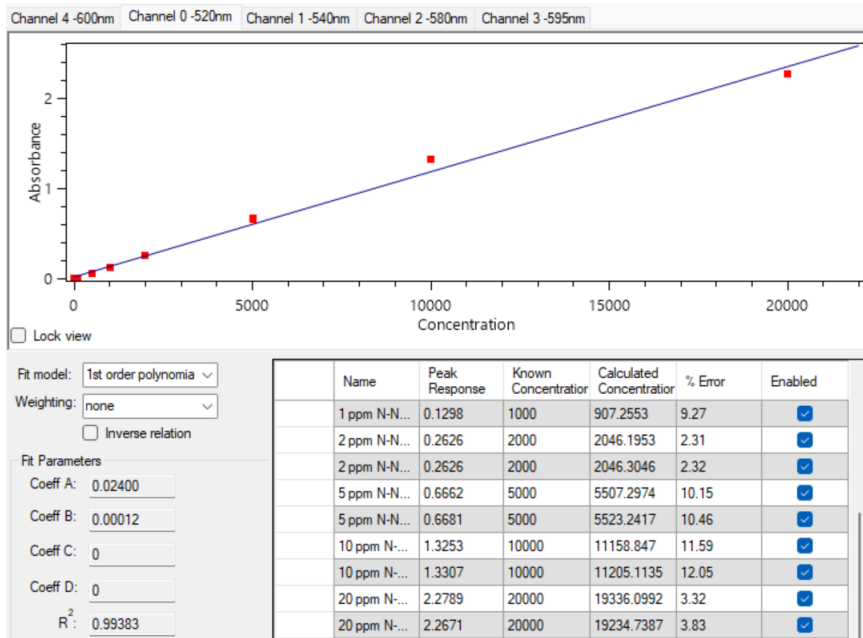 Channel 4 -600nm Channel 0 -520nm Channel 1 -540nm Channel 2 -580nm Channel 3 -595nm
2
1
0
Absorbance
0 5000 10000 15000 20000
Concentration
Lock view
Fit model: 1st order polynomia
Weighting: none
Inverse relation
Fit Parameters
Coeff A: 0.02400
Coeff B: 0.00012
Coeff C: 0
Coeff D: 0
R²: 0.99383
Name Peak Response Known Concentration Calculated Concentration % Error Enabled
1 ppm N-N... 0.1298 1000 907.2553 9.27
2 ppm N-N... 0.2626 2000 2046.1953 2.31
2 ppm N-N... 0.2626 2000 2046.3046 2.32
5 ppm N-N... 0.6662 5000 5507.2974 10.15
5 ppm N-N... 0.6681 5000 5523.2417 10.46
10 ppm N-... 1.3253 10000 11158.847 11.59
10 ppm N-... 1.3307 10000 11205.1135 12.05
20 ppm N-... 2.2789 20000 19336.0992 3.32
20 ppm N-... 2.2671 20000 19234.7387 3.83